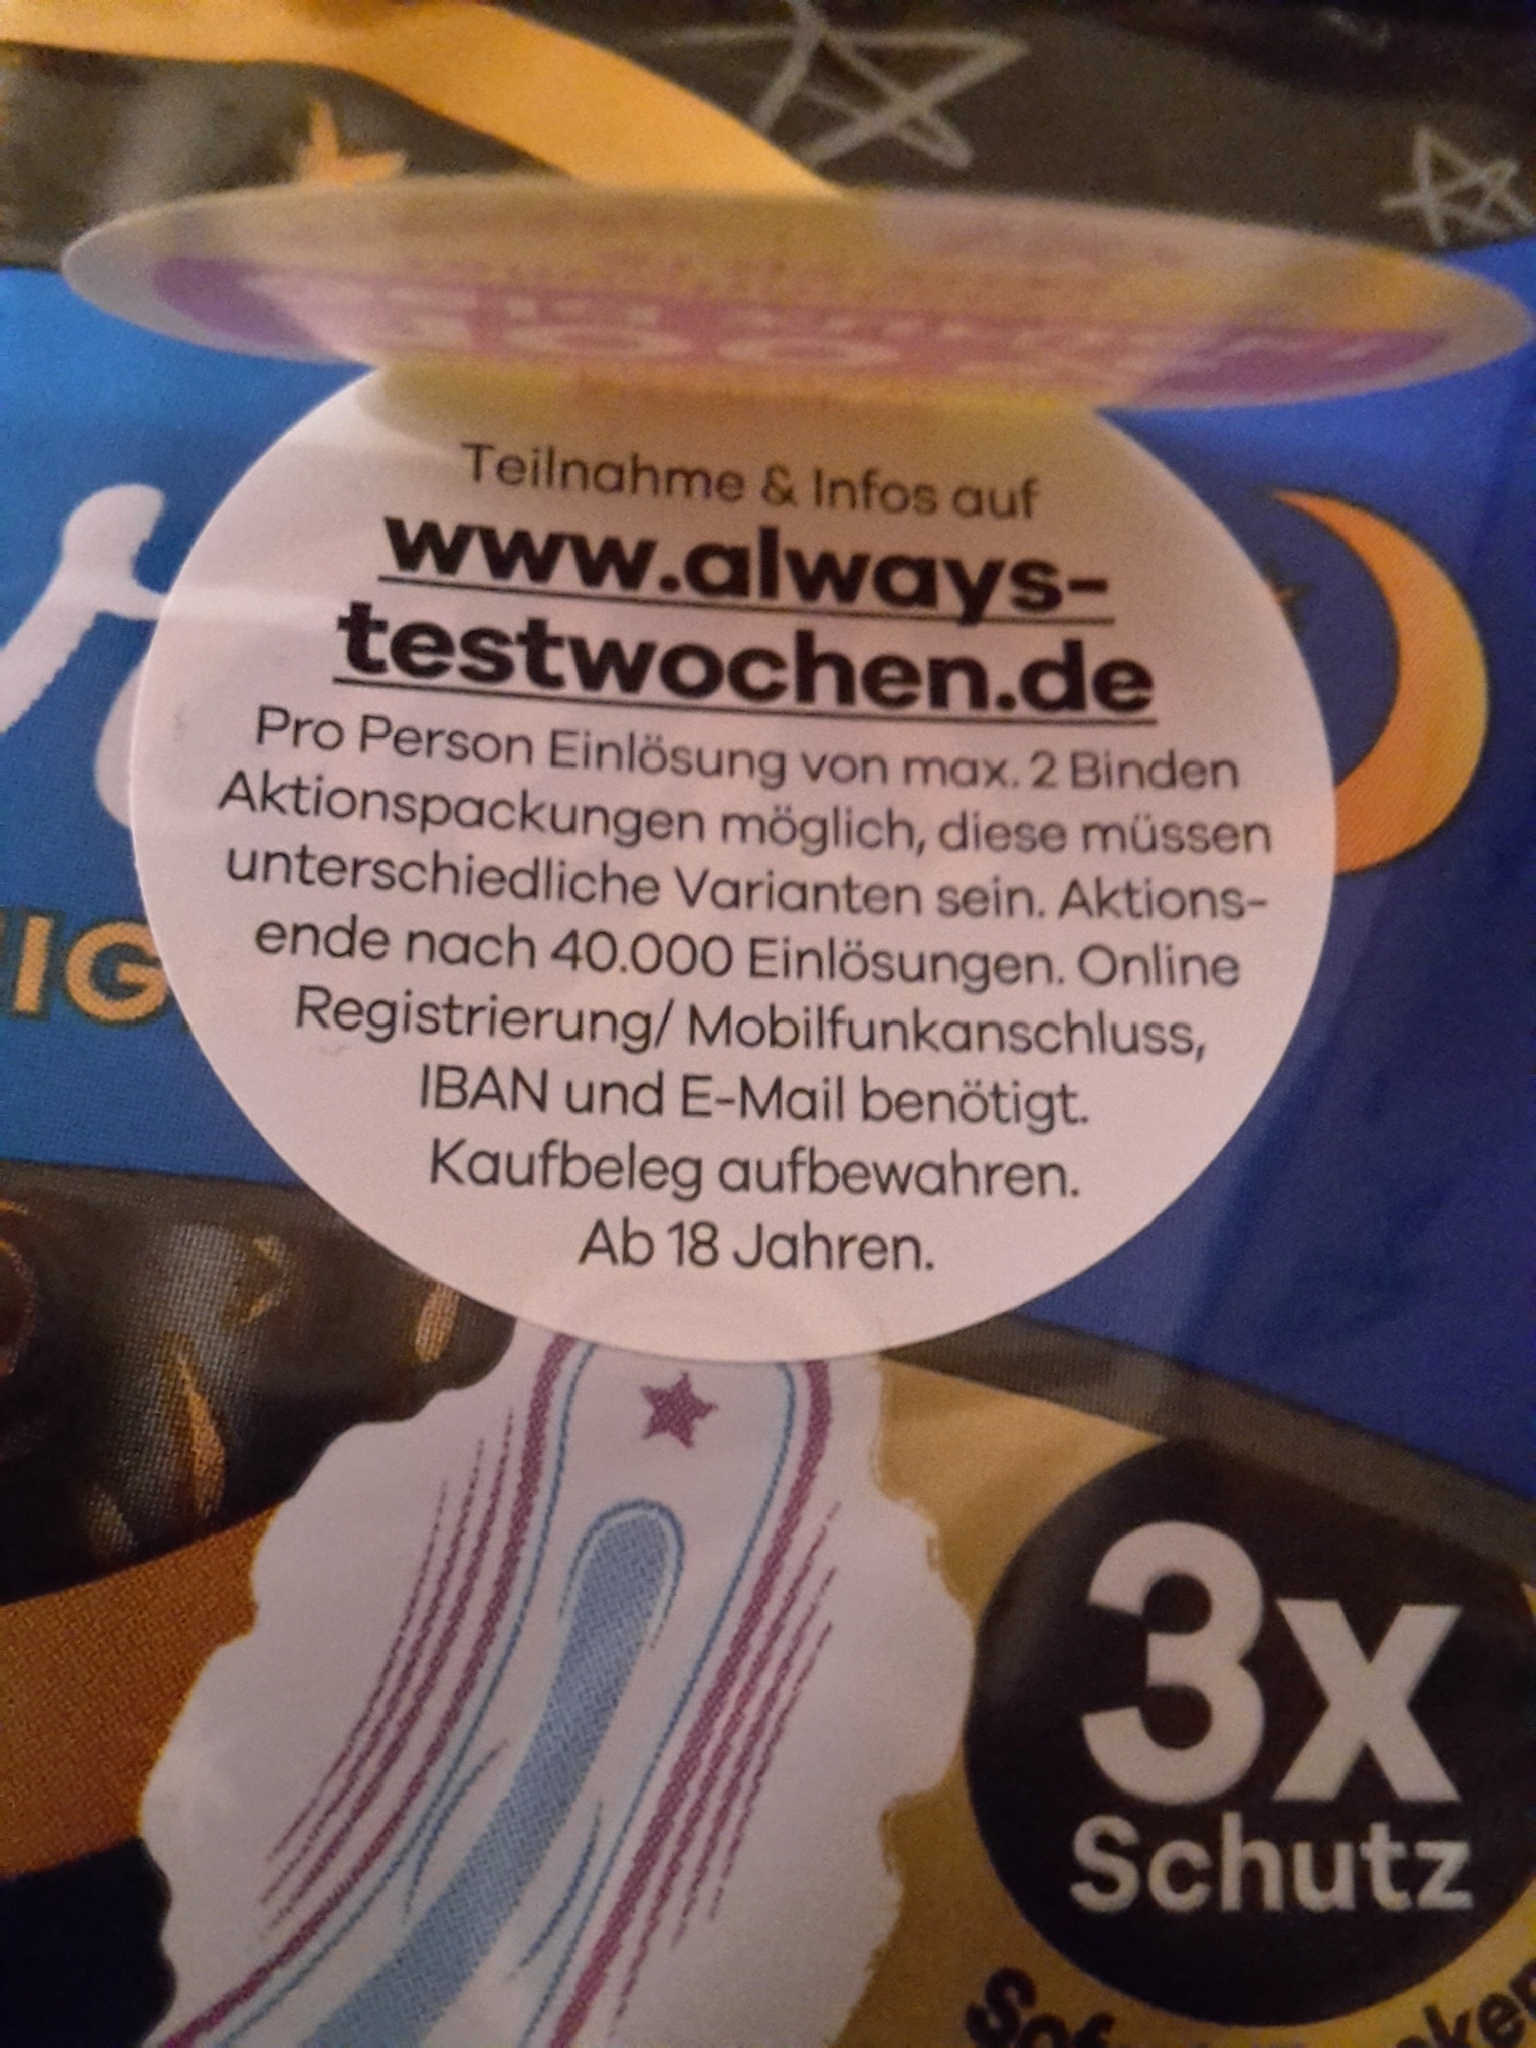 Teilnahme & Infos auf
www.always-
testwochen.de
Pro Person Einlösung von max. 2 Binden
Aktionspackungen möglich, diese müssen
unterschiedliche Varianten sein. Aktions-
ende nach 40.000 Einlösungen. Online
Registrierung/ Mobilfunkanschluss,
IBAN und E-Mail benötigt.
Kaufbeleg aufbewahren.
Ab 18 Jahren.
3x
Schutz